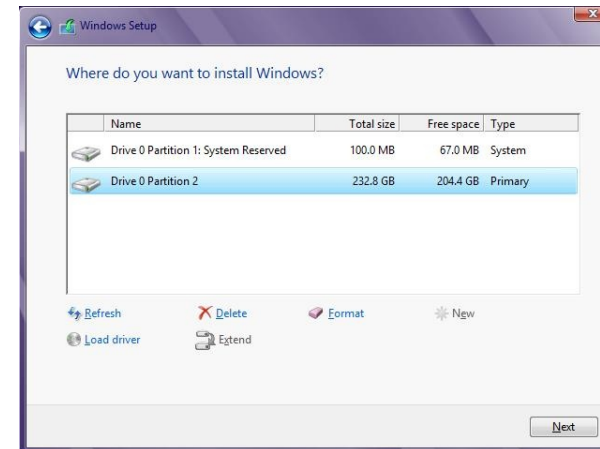 Windows Setup
Where do you want to install Windows?
Name Total size Free space Type
Drive 0 Partition 1: System Reserved 100.0 MB 67.0 MB System
Drive 0 Partition 2 232.8 GB 204.4 GB Primary
Refresh Delete Format New
Load driver Extend
Next